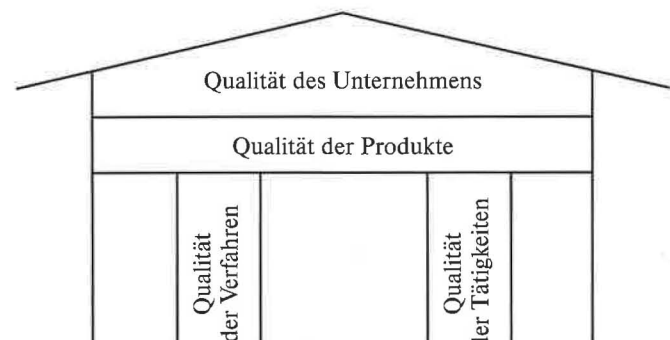 Qualität des Unternehmens
Qualität der Produkte
Qualität
der Verfahren
Qualität
der Tätigkeiten